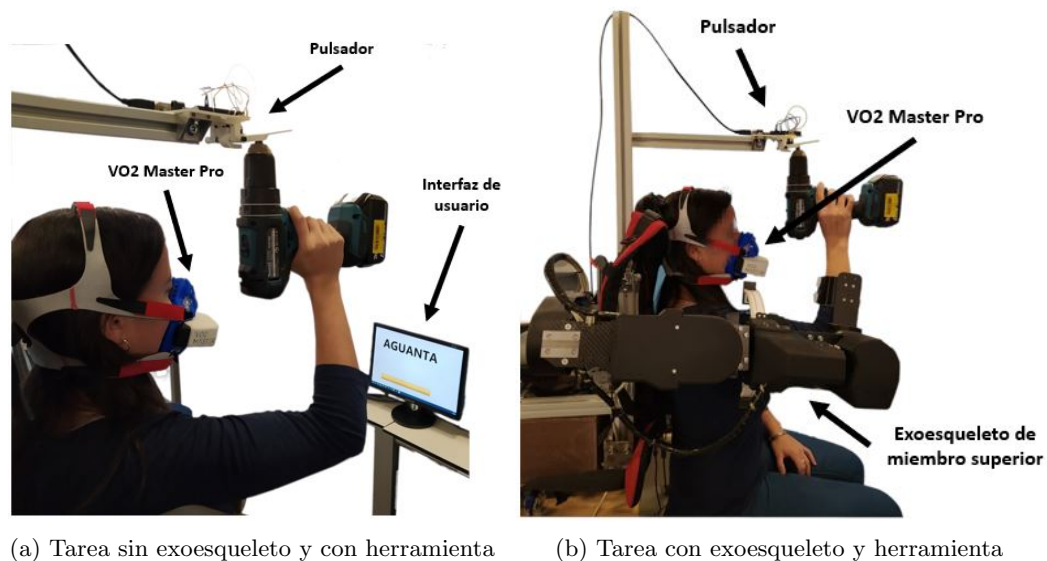 Pulsador
VO2 Master Pro
Interfaz de
usuario
AGUANTA
Pulsador
VO2 Master Pro
Exoesqueleto de
miembro superior
(a) Tarea sin exoesqueleto y con herramienta
(b) Tarea con exoesqueleto y herramienta